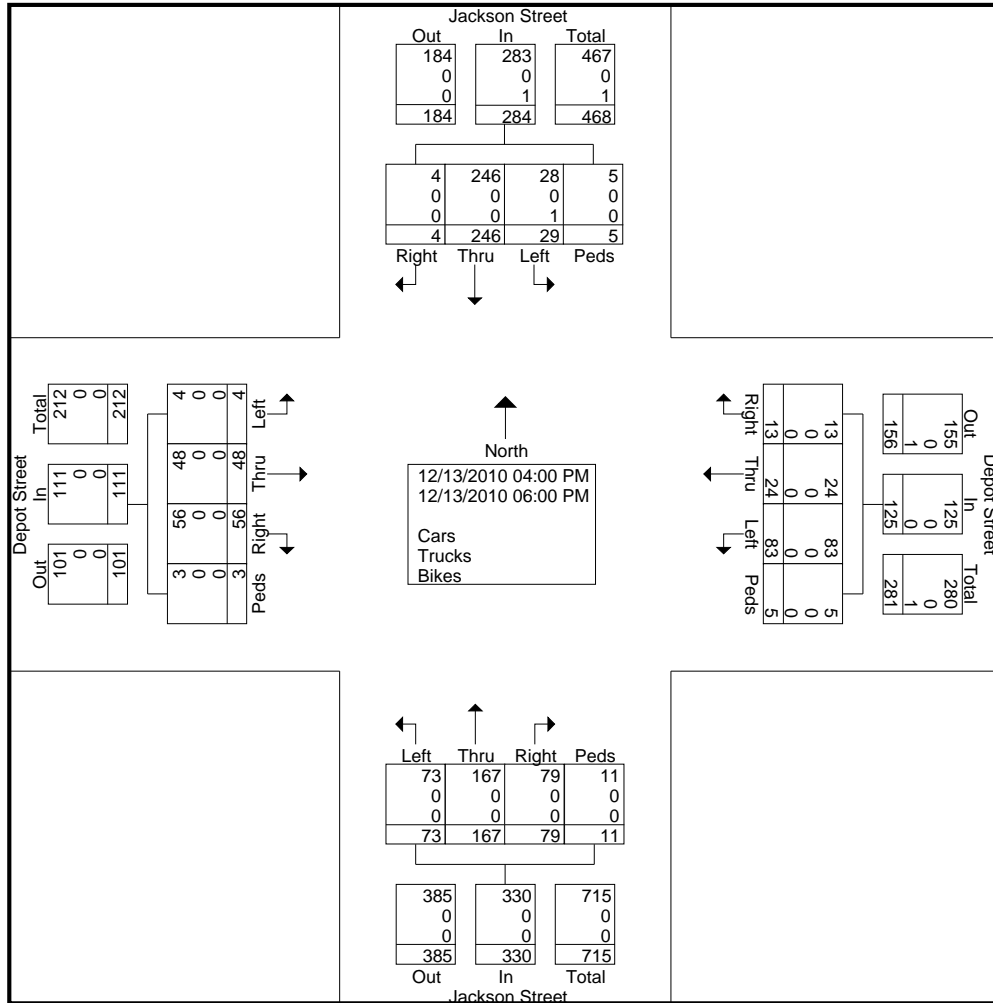 Jackson Street
Out In Total
184 283 467
0 0 0
0 1 1
184 284 468
4 246 28 5
0 0 0 0
0 0 1 0
4 246 29 5
Right Thru Left Peds
Depot Street
Total In Out
212 111 101
0 0 0
0 0 0
212 111 101
4 48 56 3
0 0 0 0
0 0 0 0
4 48 56 3
Left Thru Right Peds
North
12/13/2010 04:00 PM
12/13/2010 06:00 PM
Cars
Trucks
Bikes
Right Thru Left Peds
13 24 83 5
0 0 0 0
0 0 0 0
13 24 83 5
Out In Total
155 125 280
0 0 0
1 0 1
156 125 281
Depot Street
Left Thru Right Peds
73 167 79 11
0 0 0 0
0 0 0 0
73 167 79 11
385 330 715
0 0 0
0 0 0
385 330 715
Out In Total
Jackson Street